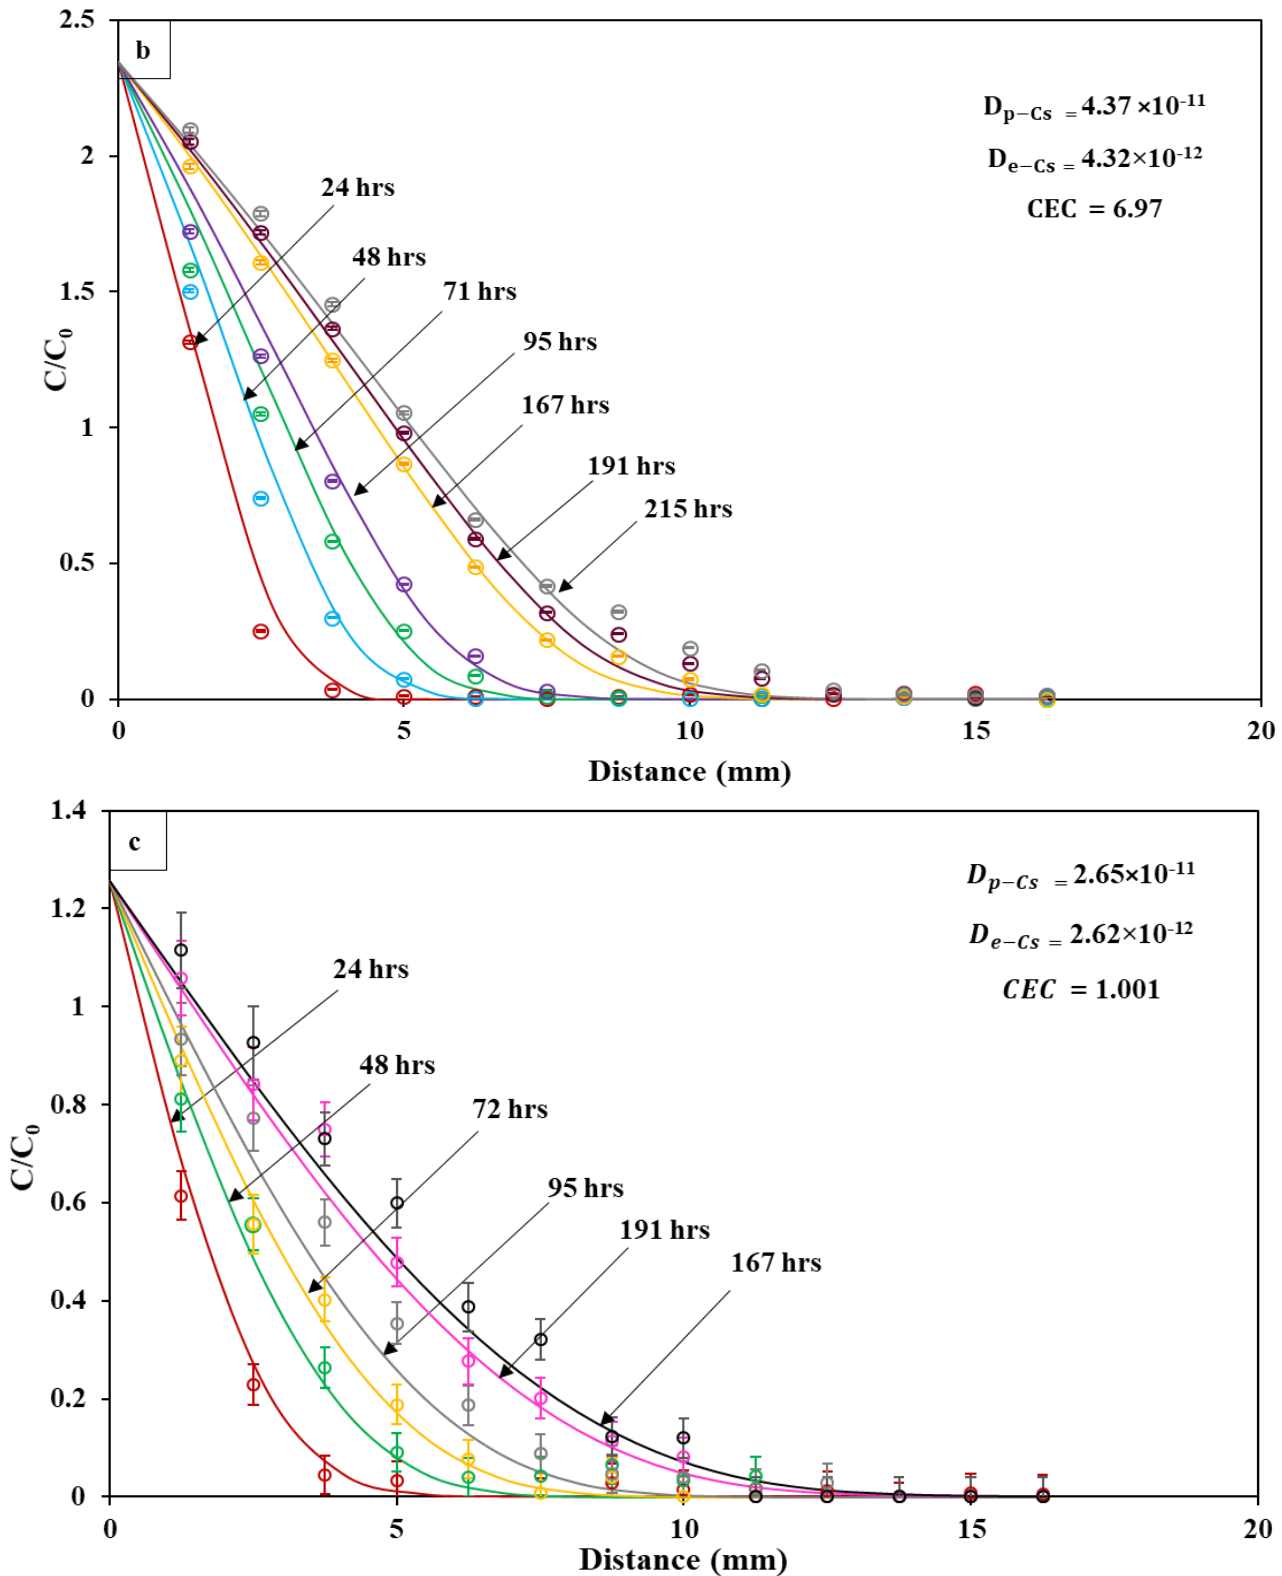 b
2.5
2
1.5
1
0.5
0
0
5
10
15
20
C/C0
Distance (mm)
Dp−Cs = 4.37 ×10-11
De−Cs = 4.32×10-12
CEC = 6.97
24 hrs
48 hrs
71 hrs
95 hrs
167 hrs
191 hrs
215 hrs
c
1.4
1.2
1
0.8
0.6
0.4
0.2
0
0
5
10
15
20
C/C0
Distance (mm)
Dp−Cs = 2.65×10-11
De−Cs = 2.62×10-12
CEC = 1.001
24 hrs
48 hrs
72 hrs
95 hrs
191 hrs
167 hrs